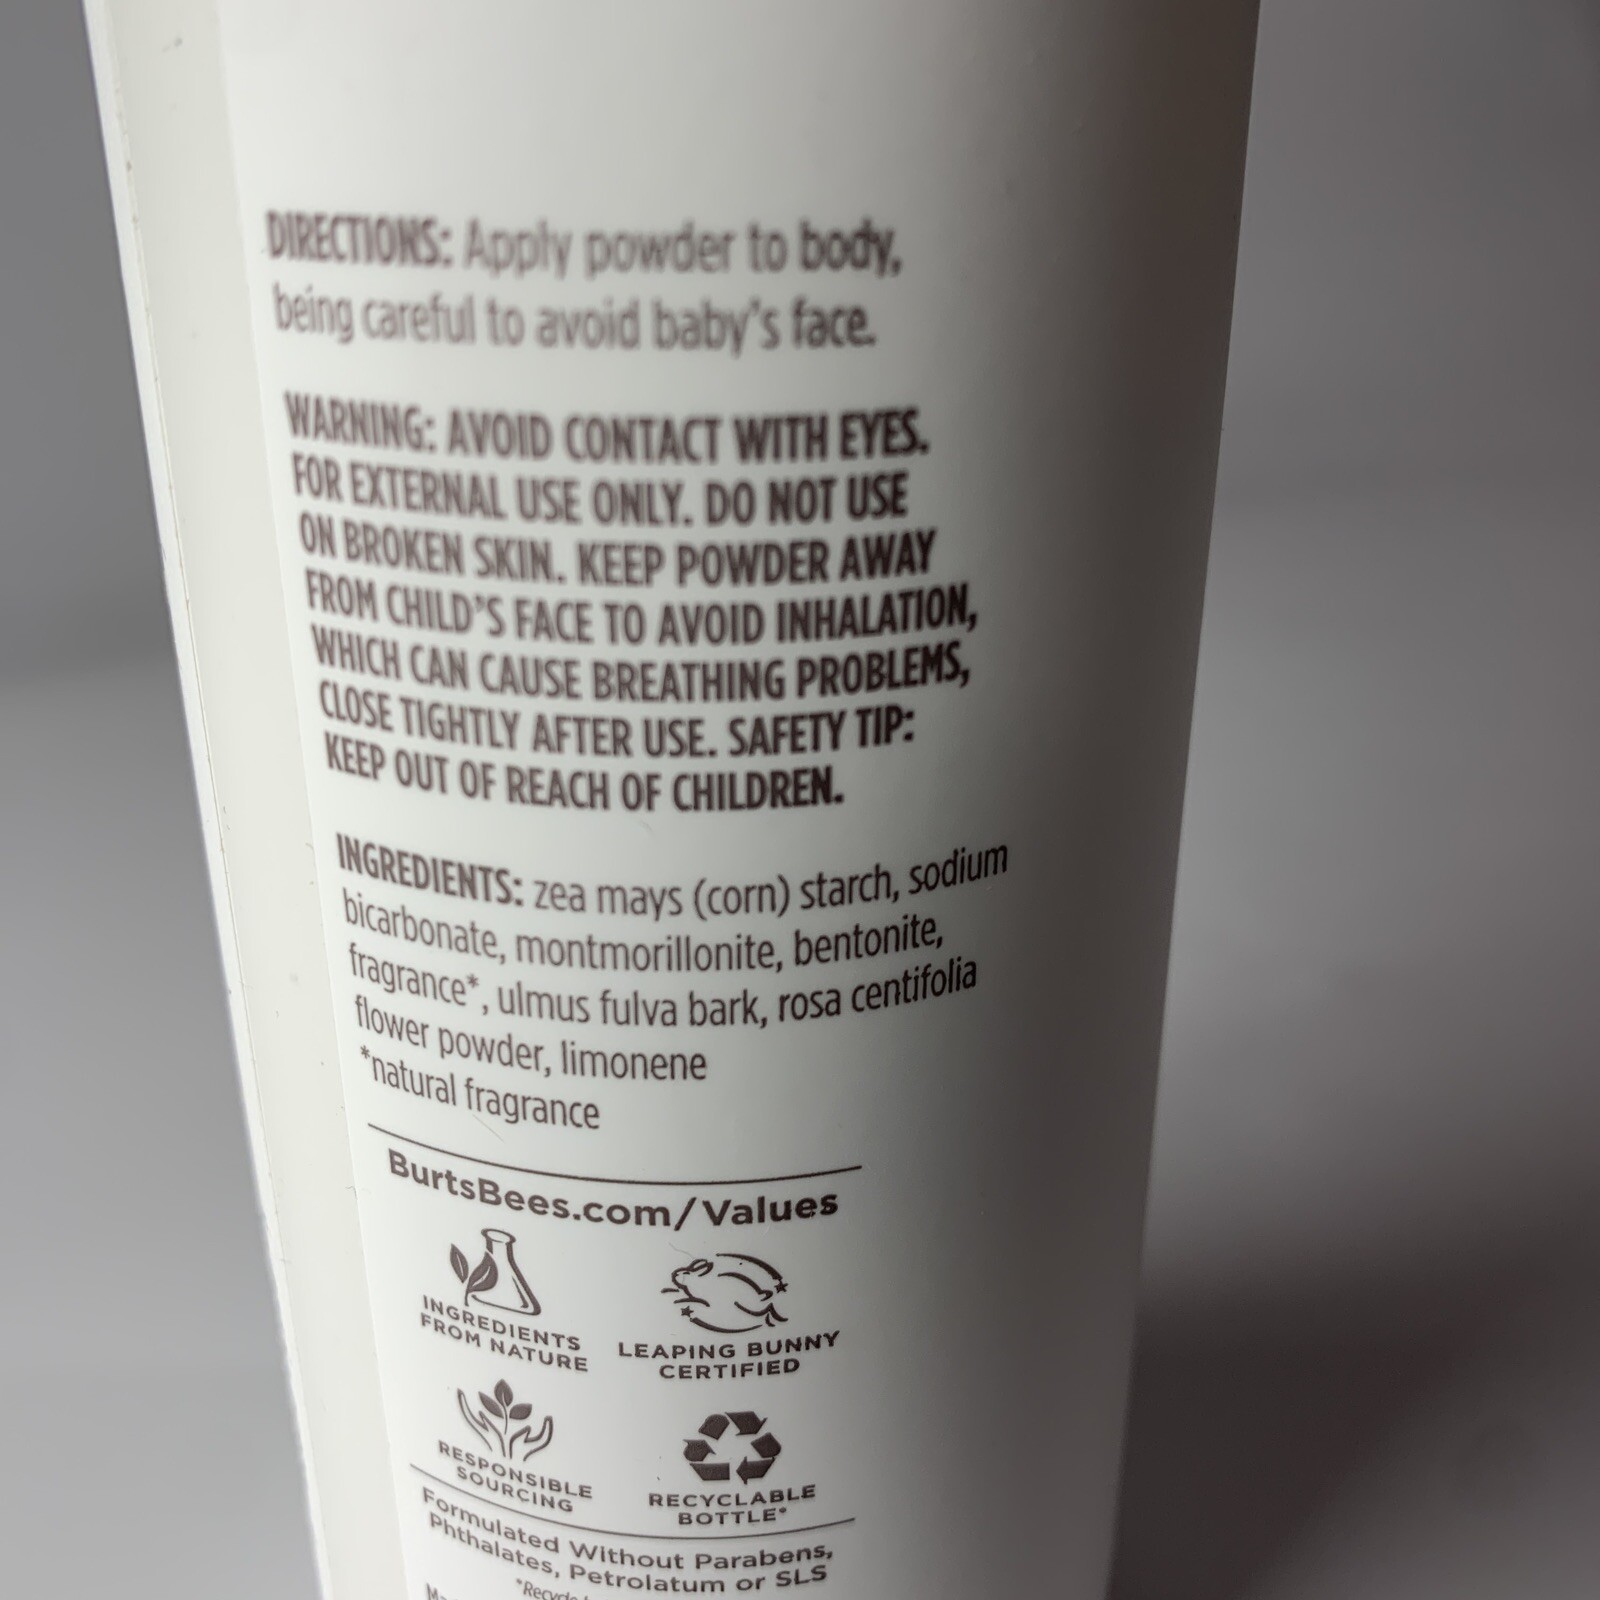 DIRECTIONS: Apply powder to body,
being careful to avoid baby's face.
WARNING: AVOID CONTACT WITH EYES.
FOR EXTERNAL USE ONLY. DO NOT USE
ON BROKEN SKIN. KEEP POWDER AWAY
FROM CHILD'S FACE TO AVOID INHALATION,
WHICH CAN CAUSE BREATHING PROBLEMS,
CLOSE TIGHTLY AFTER USE. SAFETY TIP:
KEEP OUT OF REACH OF CHILDREN.
INGREDIENTS: zea mays (corn) starch, sodium
bicarbonate, montmorillonite, bentonite,
fragrance*, ulmus fulva bark, rosa centifolia
flower powder, limonene
*natural fragrance
BurtsBees.com/Values
INGREDIENTS
FROM NATURE
LEAPING BUNNY
CERTIFIED
RESPONSIBLE
SOURCING
RECYCLABLE
BOTTLE*
Formulated Without Parabens,
Phthalates, Petrolatum or SLS